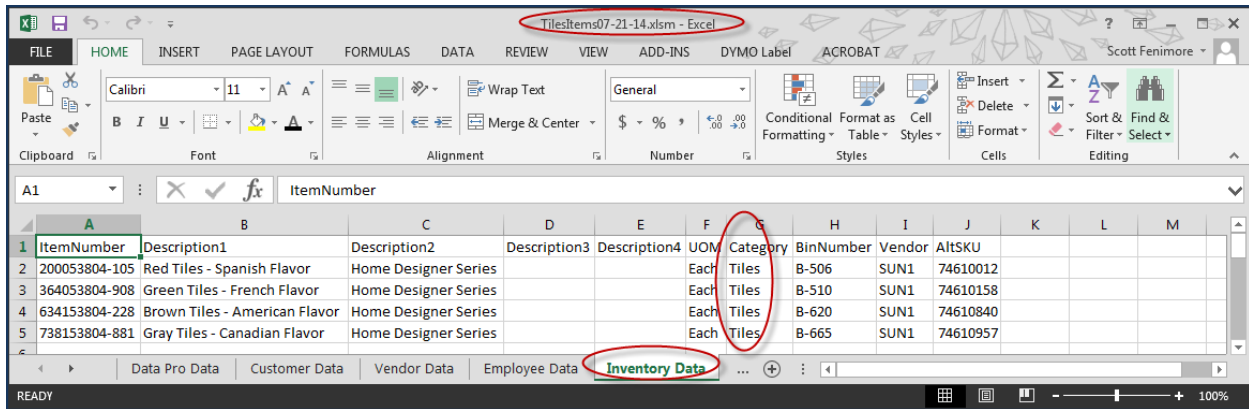 TilesItems07-21-14.xlsm - Excel
?
FILE HOME INSERT PAGE LAYOUT FORMULAS DATA REVIEW VIEW ADD-INS DYMO Label ACROBAT Scott Fenimore
Calibri 11 A A Wrap Text General Insert Σ
Paste B I U A Merge & Center $ % , .00 .0 Conditional Formatting Format as Table Cell Styles Delete Format Sort & Filter Find & Select
Clipboard Font Alignment Number Styles Cells Editing
A1 fx ItemNumber
A B C D E F G H I J K L M
1 ItemNumber Description1 Description2 Description3 Description4 UOM Category BinNumber Vendor AltSKU
2 200053804-105 Red Tiles - Spanish Flavor Home Designer Series Each Tiles B-506 SUN1 74610012
3 364053804-908 Green Tiles - French Flavor Home Designer Series Each Tiles B-510 SUN1 74610158
4 634153804-228 Brown Tiles - American Flavor Home Designer Series Each Tiles B-620 SUN1 74610840
5 738153804-881 Gray Tiles - Canadian Flavor Home Designer Series Each Tiles B-665 SUN1 74610957
Data Pro Data Customer Data Vendor Data Employee Data Inventory Data ...
READY 100%